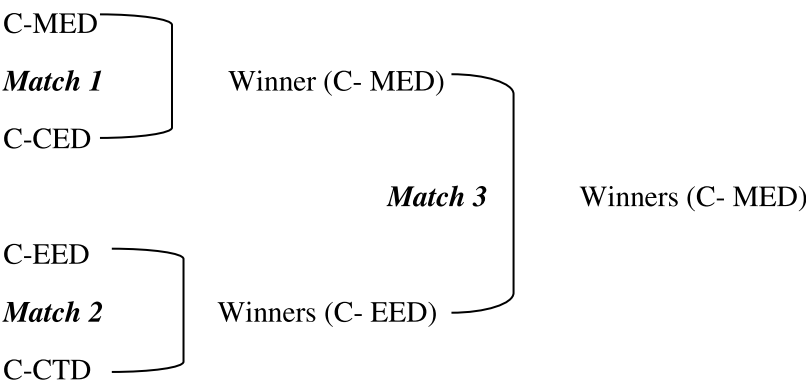 C-MED
Match 1
Winner (C- MED)
C-CED
Match 3
Winners (C- MED)
C-EED
Match 2
Winners (C- EED)
C-CTD